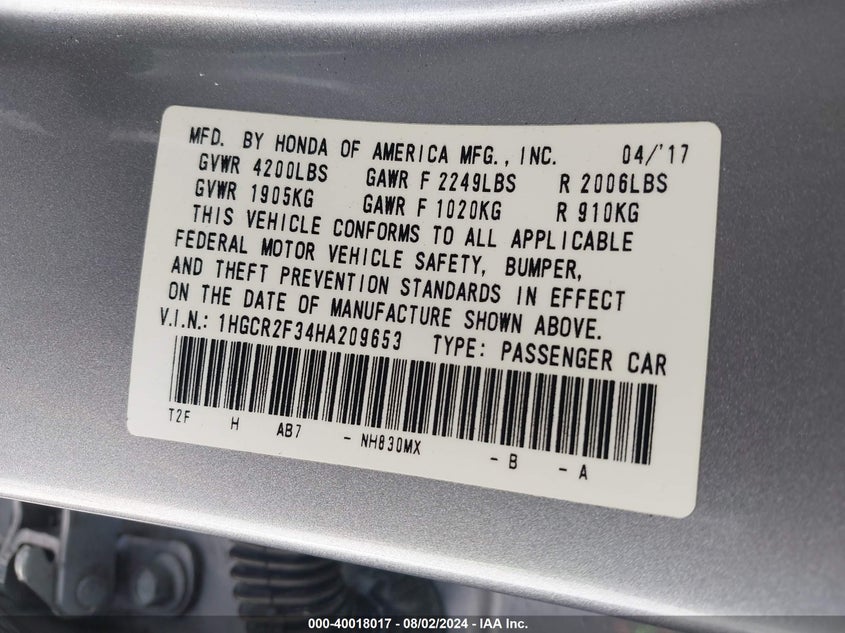 MFD. BY HONDA OF AMERICA MFG., INC. 04/'17
GVWR 4200LBS GAWR F 2249LBS R 2006LBS
GVWR 1905KG GAWR F 1020KG R 910KG
THIS VEHICLE CONFORMS TO ALL APPLICABLE
FEDERAL MOTOR VEHICLE SAFETY, BUMPER,
AND THEFT PREVENTION STANDARDS IN EFFECT
ON THE DATE OF MANUFACTURE SHOWN ABOVE.
V.I.N.: 1HGCR2F34HA209653 TYPE: PASSENGER CAR
T2F H AB7 - NH830MX - B - A
000-40018017 - 08/02/2024 - IAA Inc.